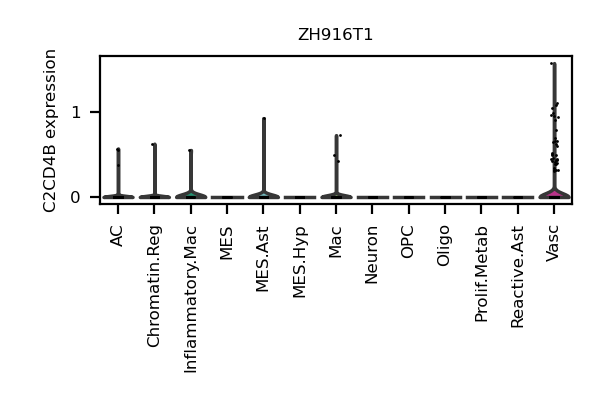 ZH916T1
C2CD4B expression
1
0
AC
Chromatin.Reg
Inflammatory.Mac
MES
MES.Ast
MES.Hyp
Mac
Neuron
OPC
Oligo
Prolif.Metab
Reactive.Ast
Vasc